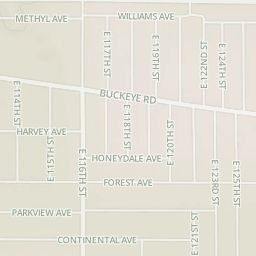 METHYL AVE
WILLIAMS AVE
E 117TH ST
E 119TH ST
E 122ND ST
E 124TH ST
BUCKEYE RD
E 114TH ST
E 118TH ST
E 120TH ST
HARVEY AVE
E 115TH ST
E 116TH ST
HONEYDALE AVE
FOREST AVE
E 123RD ST
E 125TH ST
PARKVIEW AVE
E 121ST ST
CONTINENTAL AVE